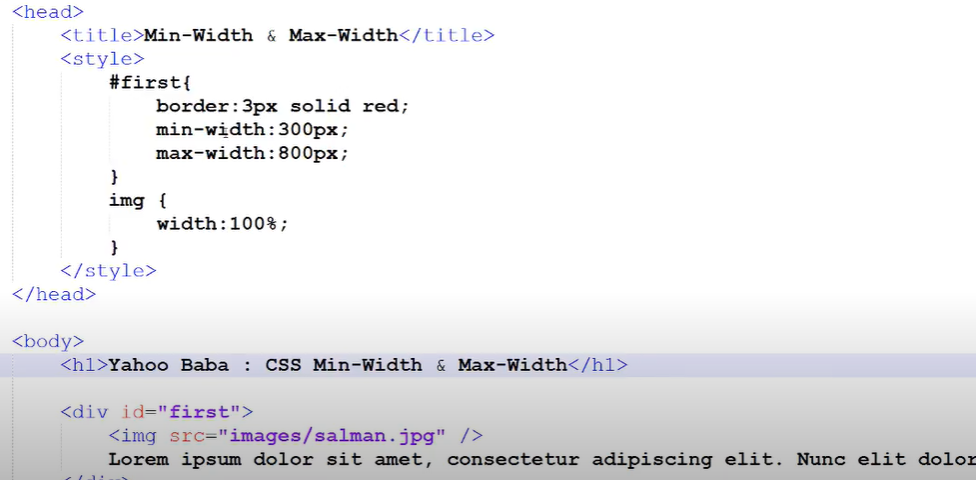 <head>
<title>Min-Width & Max-Width</title>
<style>
#first{
border:3px solid red;
min-width:300px;
max-width:800px;
}
img {
width:100%;
}
</style>
</head>
<body>
<h1>Yahoo Baba : CSS Min-Width & Max-Width</h1>
<div id="first">
<img src="images/salman.jpg" />
Lorem ipsum dolor sit amet, consectetur adipiscing elit. Nunc elit dolor
</div>